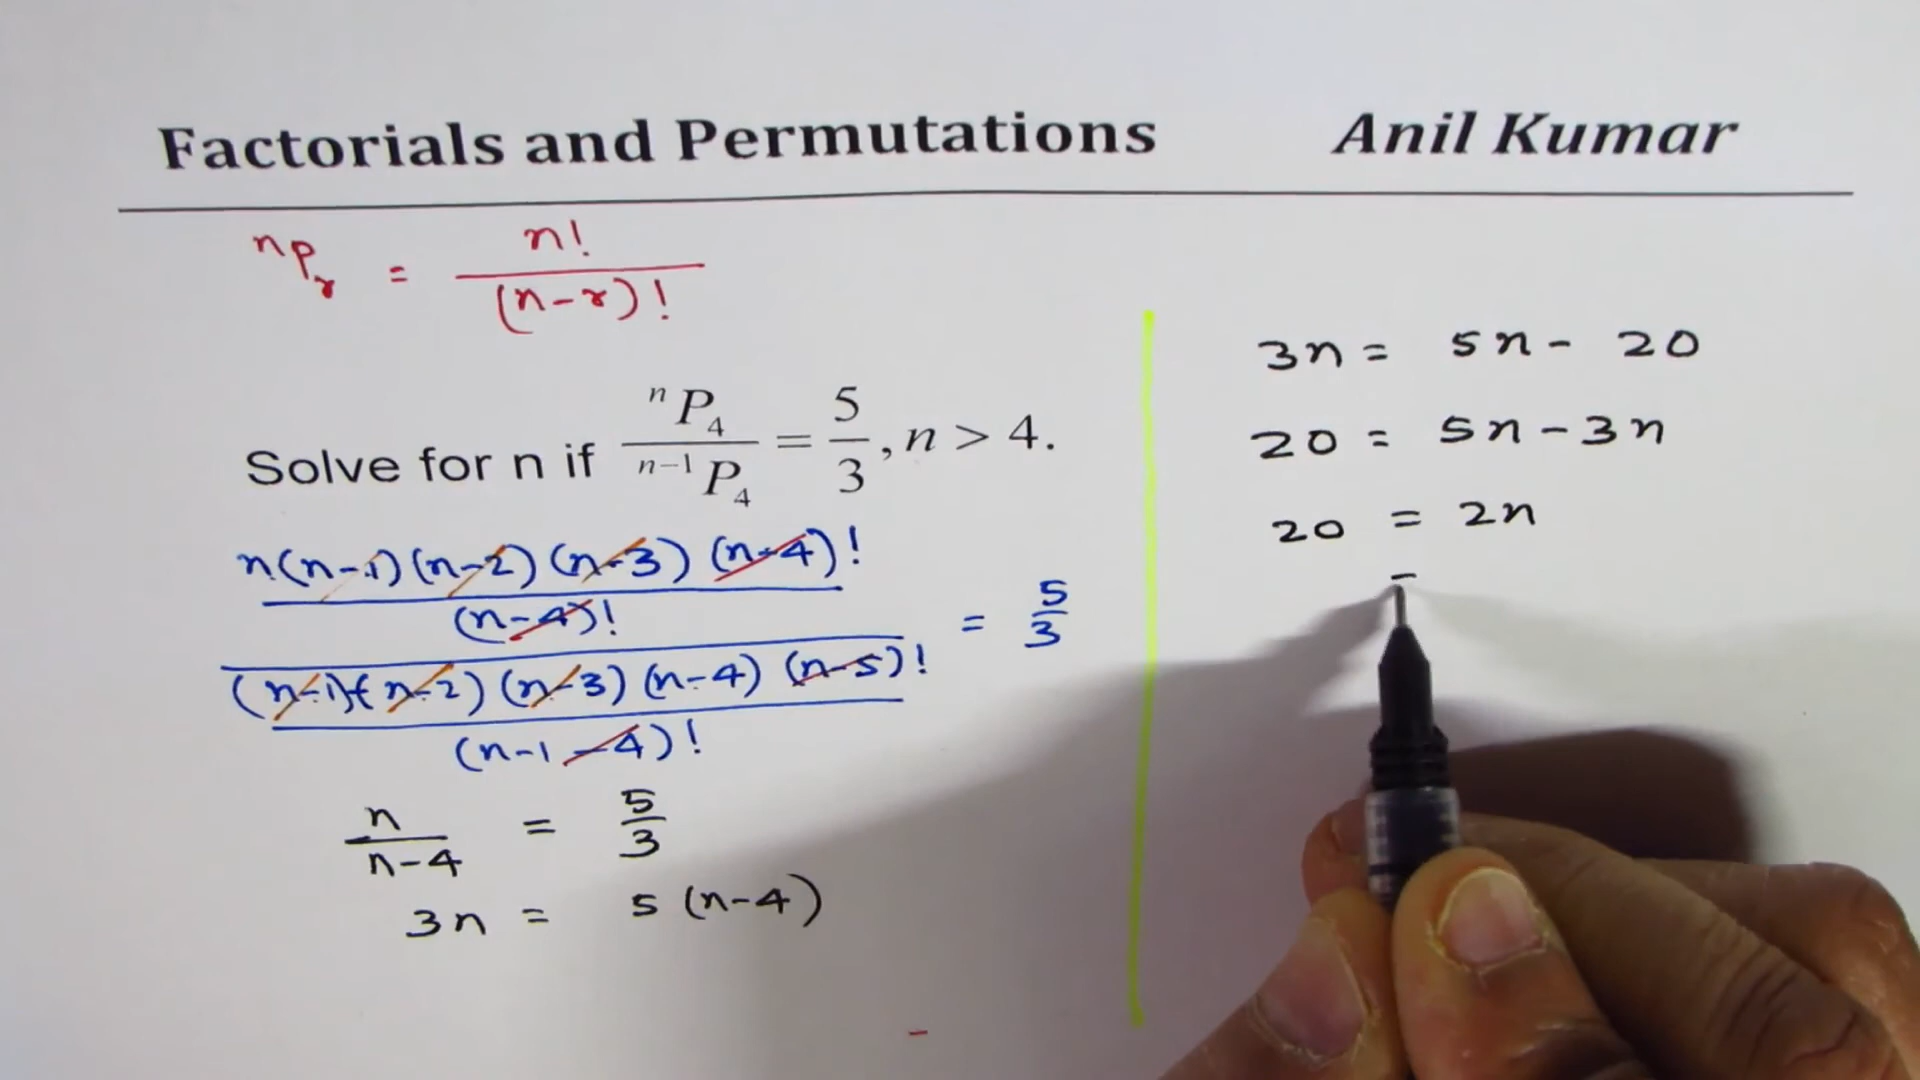 Factorials and Permutations Anil Kumar
nPr = n!
(n-r)!
Solve for n if nP4 / n-1P4 = 5/3, n > 4.
n(n-1)(n-2)(n-3)(n-4)!
(n-4)!
= 5/3
(n-1)(n-2)(n-3)(n-4)(n-5)!
(n-1-4)!
n/n-4 = 5/3
3n = 5(n-4)
3n = 5n - 20
20 = 5n - 3n
20 = 2n